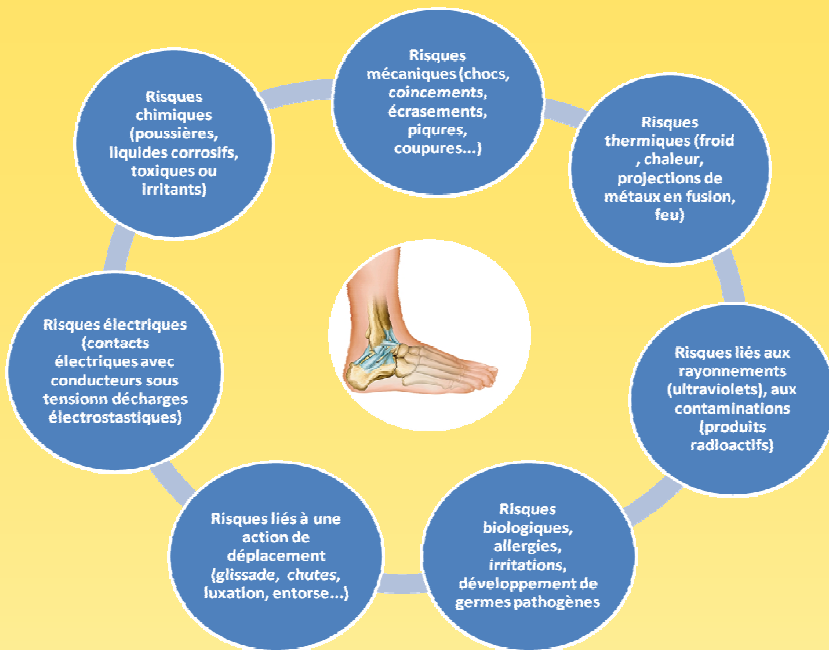 Risques
mécaniques (chocs,
coincements,
écrasements,
piqures,
coupures...)
Risques
thermiques (froid
, chaleur,
projections de
métaux en fusion,
feu)
Risques liés aux
rayonnements
(ultraviolets), aux
contaminations
(produits
radioactifs)
Risques
biologiques,
allergies,
irritations,
développement de
germes pathogènes
Risques liés à une
action de
déplacement
(glissade, chutes,
luxation, entorse...)
Risques électriques
(contacts
électriques avec
conducteurs sous
tensionn décharges
électrostastiques)
Risques
chimiques
(poussières,
liquides corrosifs,
toxiques ou
irritants)